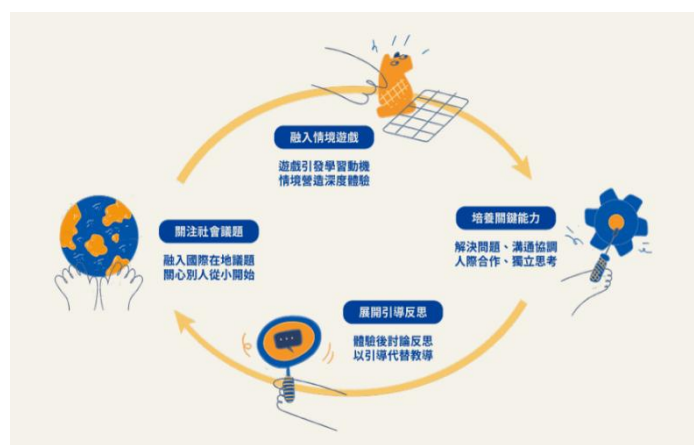 融入情境遊戲
遊戲引發學習動機
情境營造深度體驗
培養關鍵能力
解決問題、溝通協調
人際合作、獨立思考
展開引導反思
體驗後討論反思
以引導代替教導
關注社會議題
融入國際在地議題
關心別人從小開始